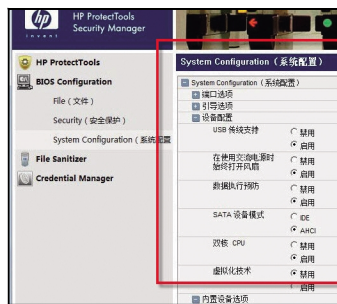 hp
invent
HP ProtectTools
Security Manager
HP ProtectTools
BIOS Configuration
File（文件）
Security（安全保护）
System Configuration（系统配置
File Sanitizer
Credential Manager
System Configuration（系统配置）
System Configuration（系统配置）
端口选项
引导选项
设备配置
USB 传统支持
禁用
启用
在使用交流电源时
始终打开风扇
禁用
启用
数据执行预防
禁用
启用
SATA 设备模式
IDE
AHCI
双核 CPU
禁用
启用
虚拟化技术
禁用
启用
内置设备选项